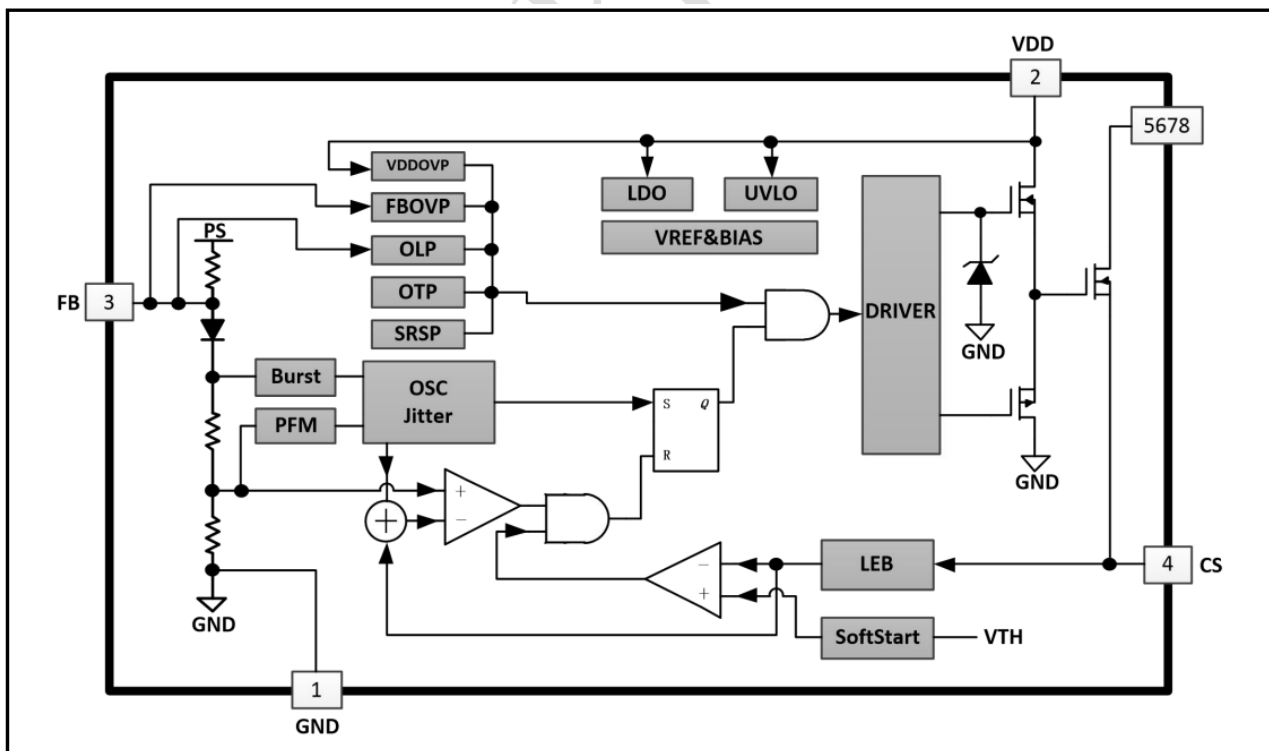 VDD
2
5678
VDDOVP
FBOVP
LDO
UVLO
VREF&BIAS
PS
OLP
FB
3
OTP
DRIVER
SRSP
GND
Burst
OSC
Jitter
PFM
S
Q
R
GND
+
−
+
LEB
4
CS
−
+
GND
SoftStart
VTH
1
GND